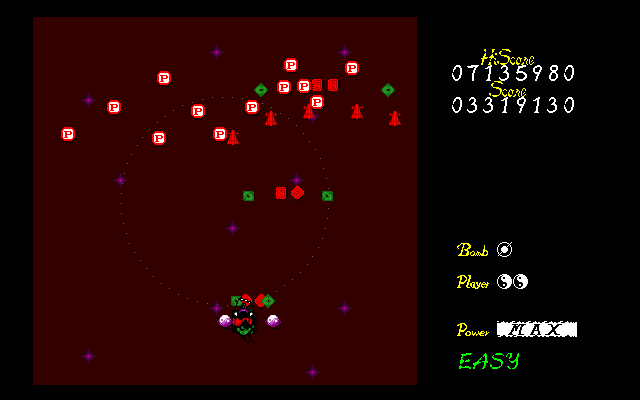 HiScore
07135980
Score
03319130
P P
P
P P
P P P P
P P P
Bomb
Player
Power MAX
EASY